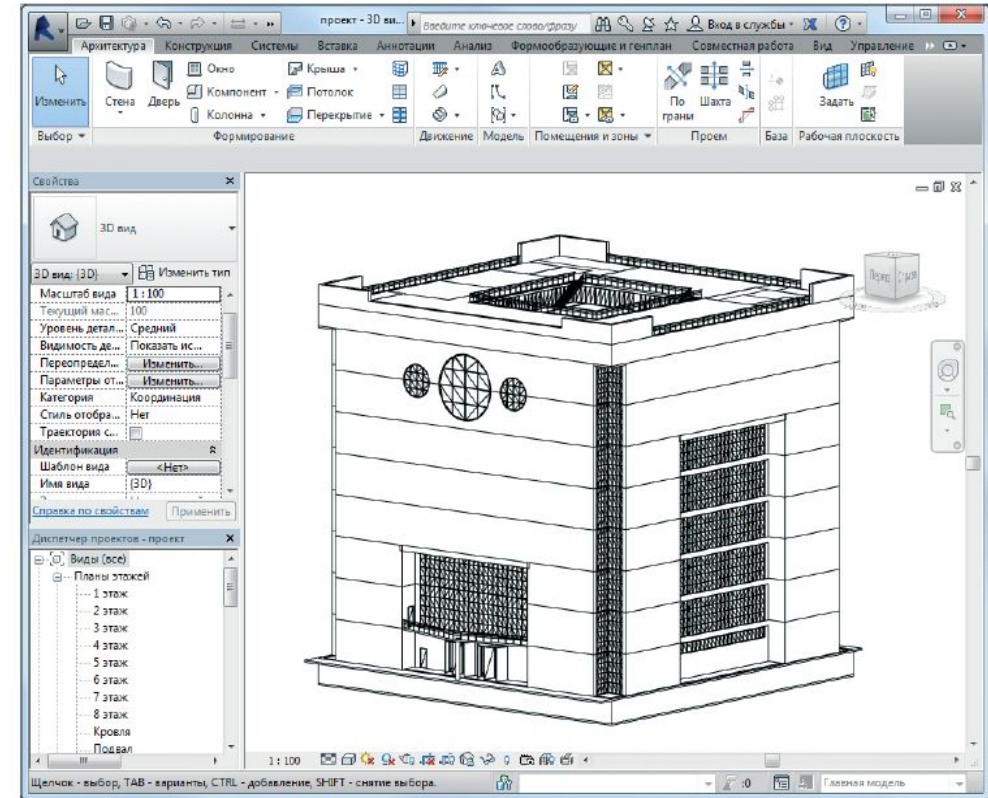 проект - 3D ви...
Введите ключевое слово/фразу
Вход в службы
Архитектура Конструкция Системы Вставка Аннотации Анализ Формообразующие и генплан Совместная работа Вид Управление
Изменить
Стена
Дверь
Окно
Компонент
Колонна
Крыша
Потолок
Перекрытие
По грани
Шахта
Задать
Выбор Формирование Движение Модель Помещения и зоны Проем База Рабочая плоскость
Свойства
3D вид
3D вид: {3D} Изменить тип
Масштаб вида 1 : 100
Текущий мас... 100
Уровень детал... Средний
Видимость де... Показать ис...
Переопредел... Изменить...
Параметры от... Изменить...
Категория Координация
Стиль отобра... Нет
Траектория с...
Идентификация
Шаблон вида <Нет>
Имя вида {3D}
Справка по свойствам Применить
Диспетчер проектов - проект
Виды (все)
Планы этажей
1 этаж
2 этаж
3 этаж
4 этаж
5 этаж
6 этаж
7 этаж
8 этаж
Кровля
Подвал
Перед
1 : 100
Щелчок - выбор, TAB - варианты, CTRL - добавление, SHIFT - снятие выбора.
:0
Главная модель